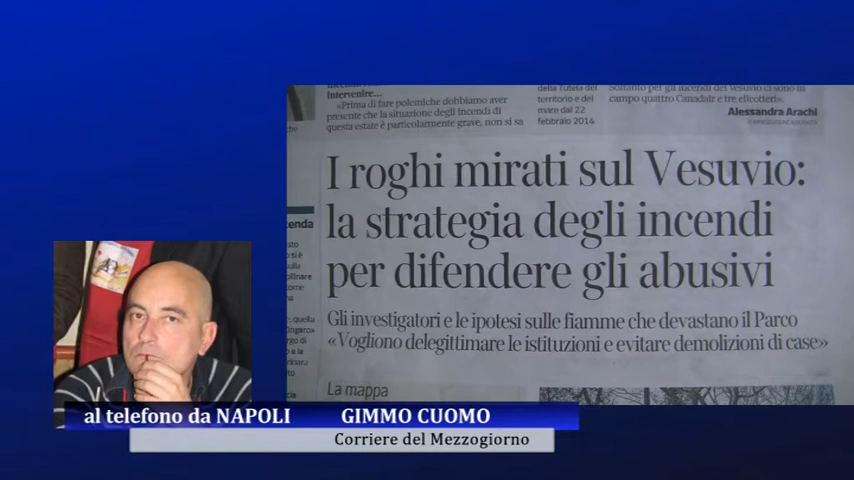 intervenire...
«Prima di fare polemiche dobbiamo aver
presente che la situazione degli incendi di
questa estate è particolarmente grave, non si sa
della Tutela del
territorio e del
mare dal 22
febbraio 2014
Soltanto per gli incendi del Vesuvio ci sono in
campo quattro Canadair e tre elicotteri».
Alessandra Arachi
I roghi mirati sul Vesuvio:
la strategia degli incendi
per difendere gli abusivi
Gli investigatori e le ipotesi sulle fiamme che devastano il Parco
«Vogliono delegittimare le istituzioni e evitare demolizioni di case»
La mappa
al telefono da NAPOLI GIMMO CUOMO
Corriere del Mezzogiorno